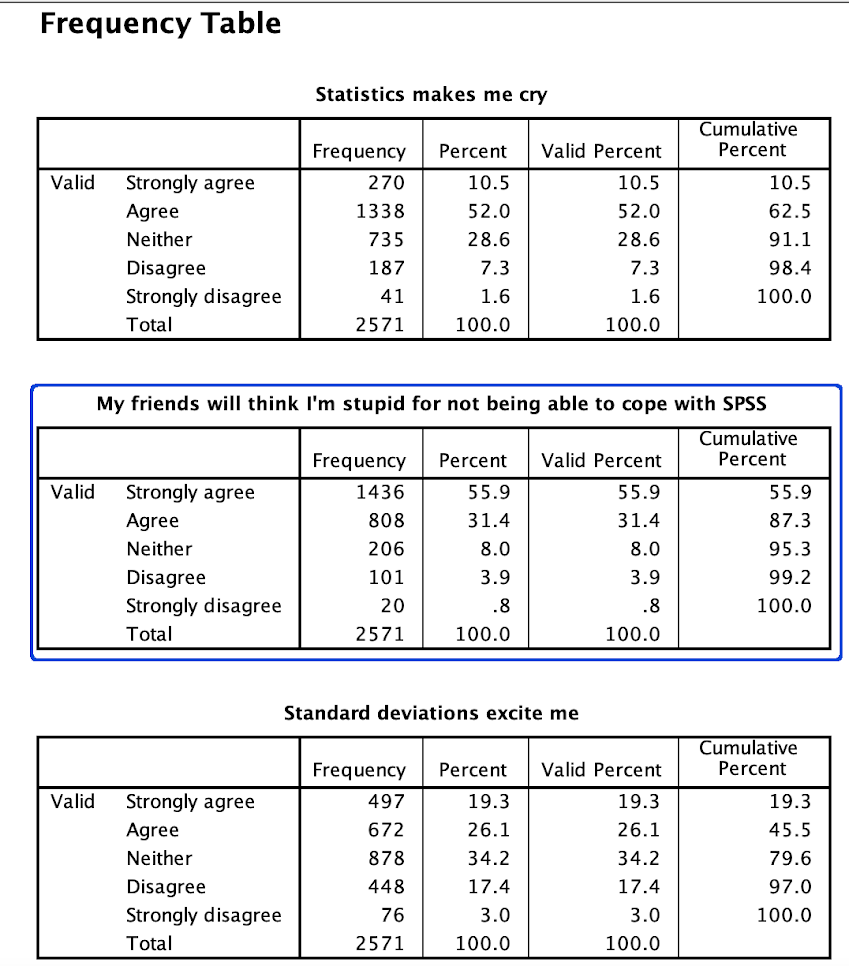 Frequency Table
Statistics makes me cry
Frequency Percent Valid Percent Cumulative Percent
Valid Strongly agree 270 10.5 10.5 10.5
Agree 1338 52.0 52.0 62.5
Neither 735 28.6 28.6 91.1
Disagree 187 7.3 7.3 98.4
Strongly disagree 41 1.6 1.6 100.0
Total 2571 100.0 100.0
My friends will think I'm stupid for not being able to cope with SPSS
Frequency Percent Valid Percent Cumulative Percent
Valid Strongly agree 1436 55.9 55.9 55.9
Agree 808 31.4 31.4 87.3
Neither 206 8.0 8.0 95.3
Disagree 101 3.9 3.9 99.2
Strongly disagree 20 .8 .8 100.0
Total 2571 100.0 100.0
Standard deviations excite me
Frequency Percent Valid Percent Cumulative Percent
Valid Strongly agree 497 19.3 19.3 19.3
Agree 672 26.1 26.1 45.5
Neither 878 34.2 34.2 79.6
Disagree 448 17.4 17.4 97.0
Strongly disagree 76 3.0 3.0 100.0
Total 2571 100.0 100.0